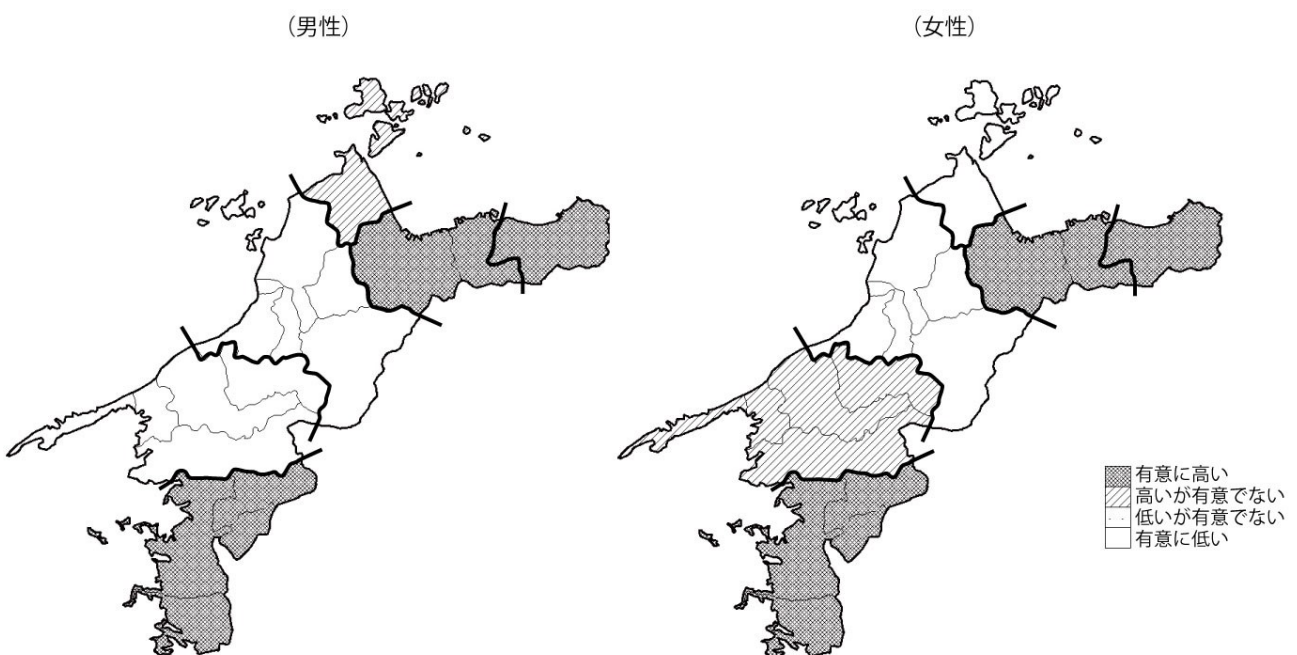 (男性)
(女性)
有意に高い
高いが有意でない
低いが有意でない
有意に低い